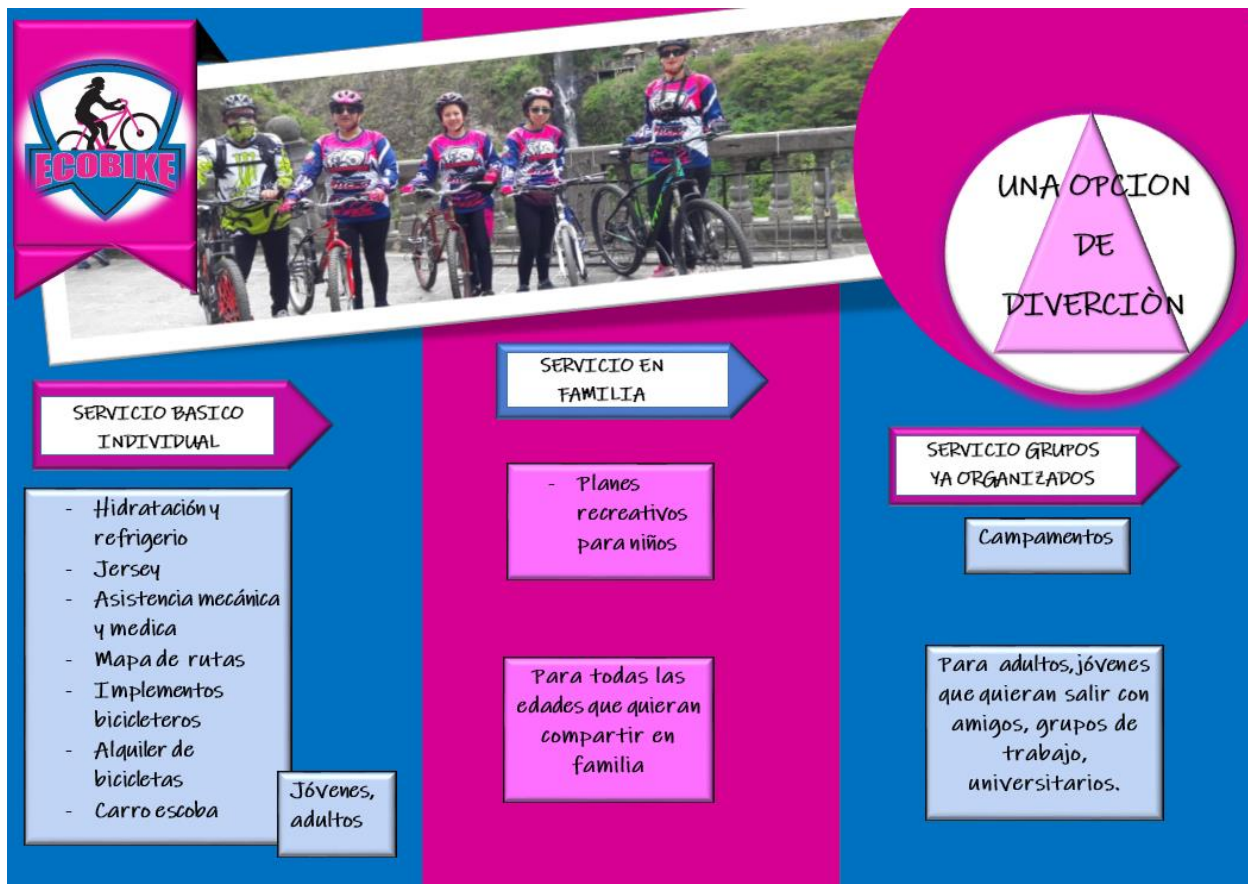 ECOBIKE
UNA OPCION
DE
DIVERCIÒN
SERVICIO BASICO
INDIVIDUAL
- Hidratación y
refrigerio
- Jersey
- Asistencia mecánica
y medica
- Mapa de rutas
- Implementos
bicicleteros
- Alquiler de
bicicletas
- Carro escoba
Jóvenes,
adultos
SERVICIO EN
FAMILIA
- Planes
recreativos
para niños
Para todas las
edades que quieran
compartir en
familia
SERVICIO GRUPOS
YA ORGANIZADOS
Campamentos
Para adultos,jóvenes
que quieran salir con
amigos, grupos de
trabajo,
universitarios.